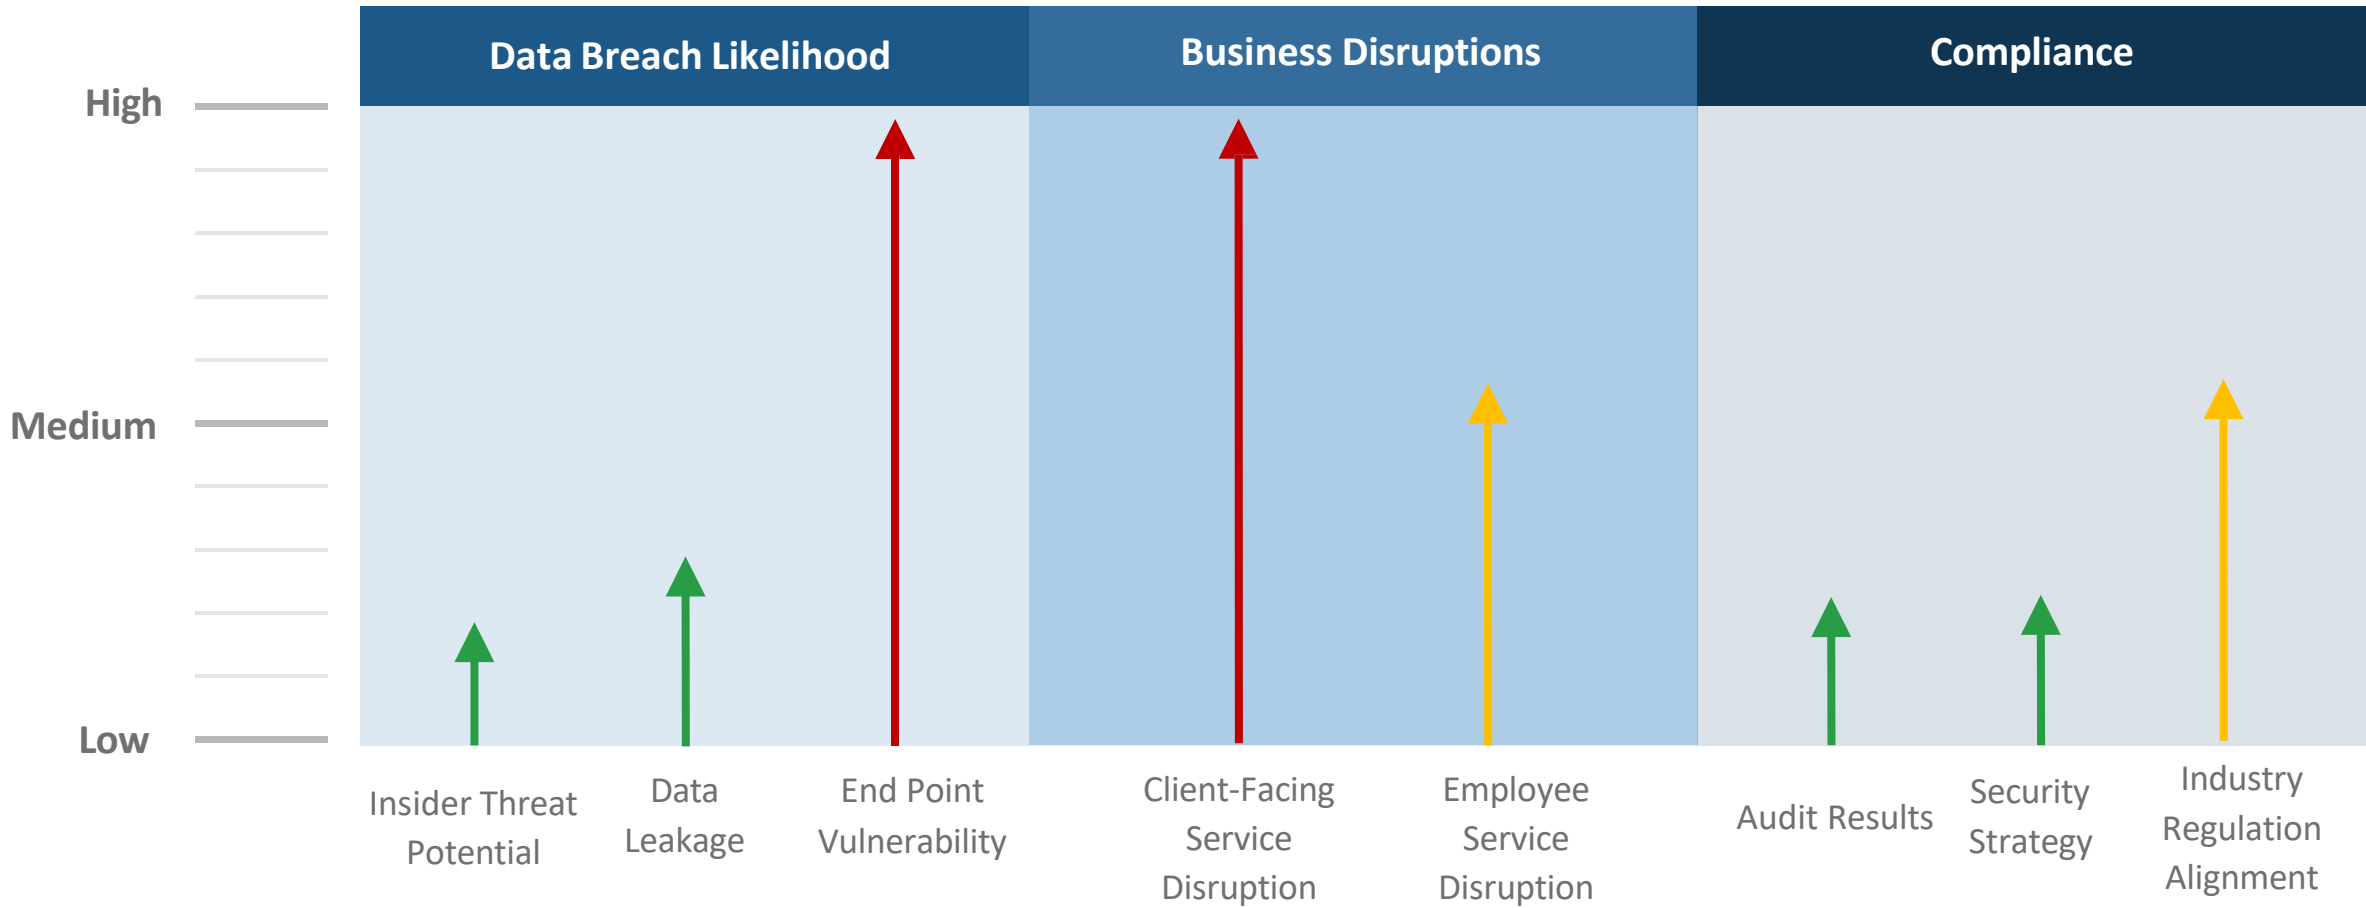 Data Breach Likelihood
Business Disruptions
Compliance
High
Medium
Low
Insider Threat
Potential
Data
Leakage
End Point
Vulnerability
Client-Facing
Service
Disruption
Employee
Service
Disruption
Audit Results
Security
Strategy
Industry
Regulation
Alignment